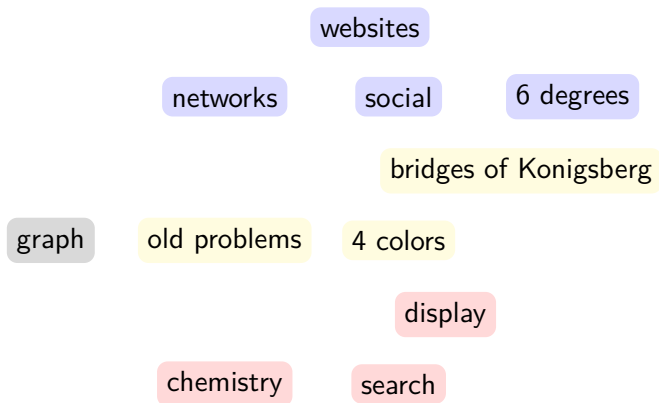 websites
networks
social
6 degrees
bridges of Konigsberg
graph
old problems
4 colors
display
chemistry
search